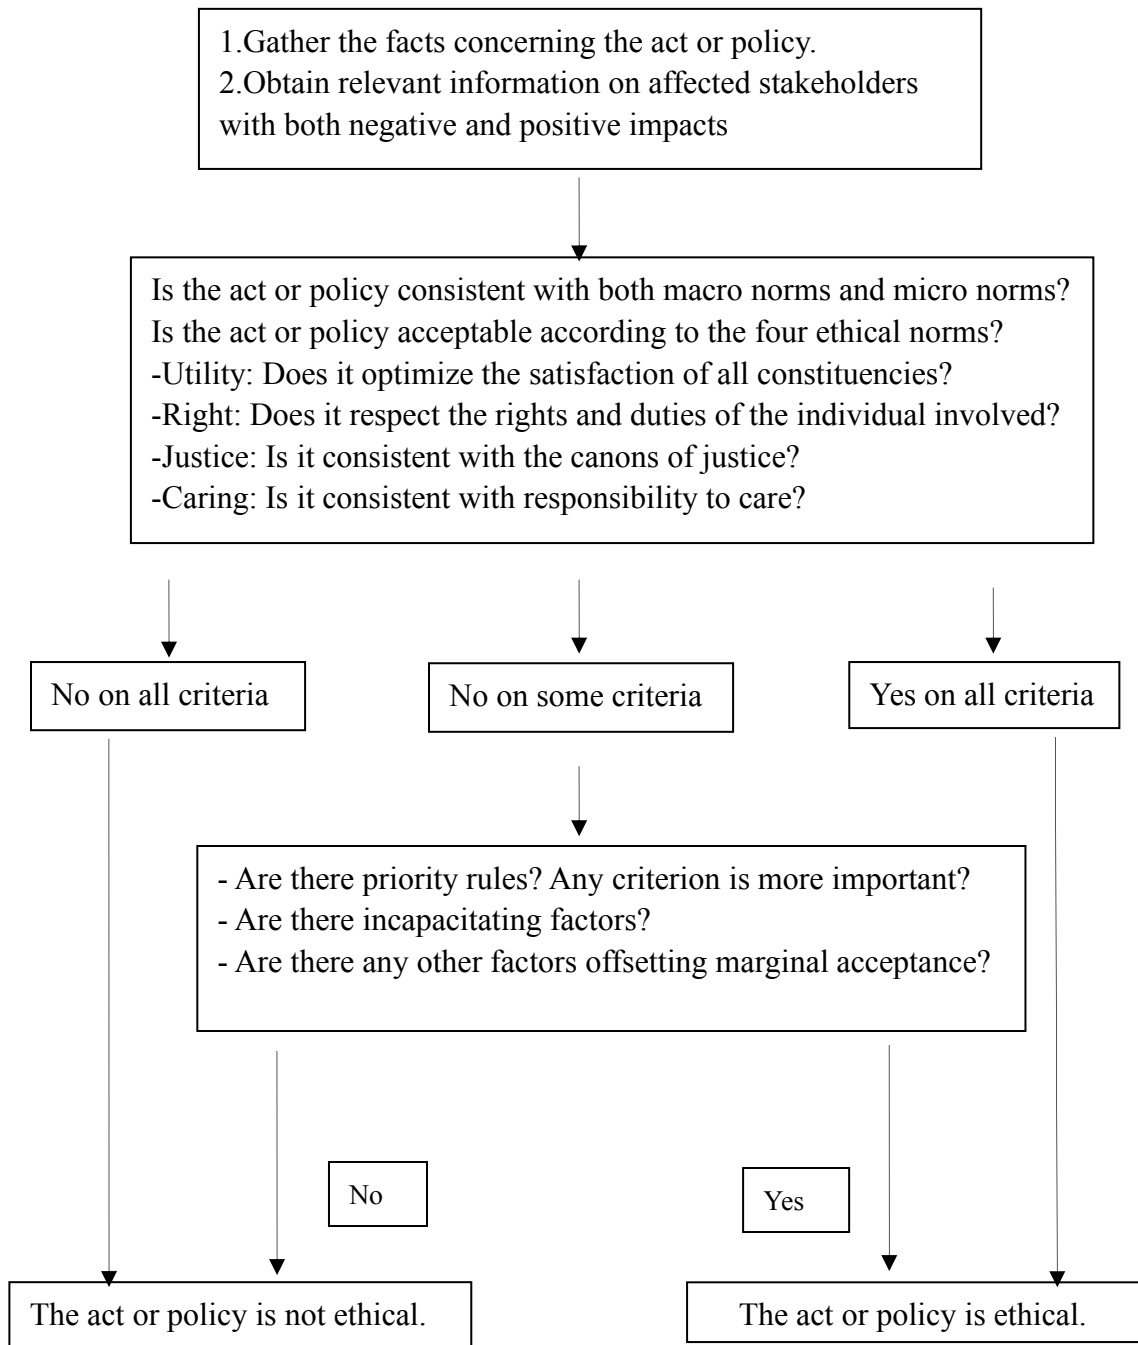 1.Gather the facts concerning the act or policy.
2.Obtain relevant information on affected stakeholders
with both negative and positive impacts
Is the act or policy consistent with both macro norms and micro norms?
Is the act or policy acceptable according to the four ethical norms?
-Utility: Does it optimize the satisfaction of all constituencies?
-Right: Does it respect the rights and duties of the individual involved?
-Justice: Is it consistent with the canons of justice?
-Caring: Is it consistent with responsibility to care?
No on all criteria
No on some criteria
Yes on all criteria
- Are there priority rules? Any criterion is more important?
- Are there incapacitating factors?
- Are there any other factors offsetting marginal acceptance?
No
Yes
The act or policy is not ethical.
The act or policy is ethical.